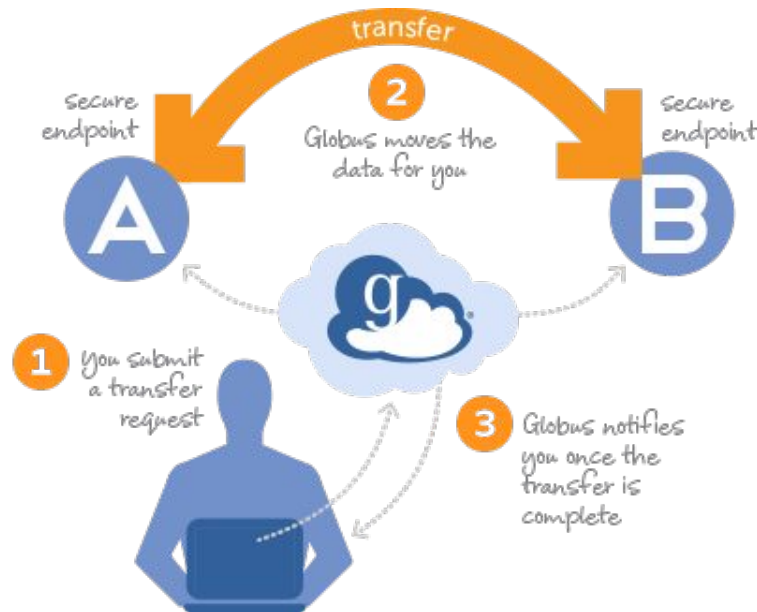 transfer
secure
endpoint
2
Globus moves the
data for you
secure
endpoint
A
B
g
1
you submit
a transfer
request
3
Globus notifies
you once the
transfer is
complete